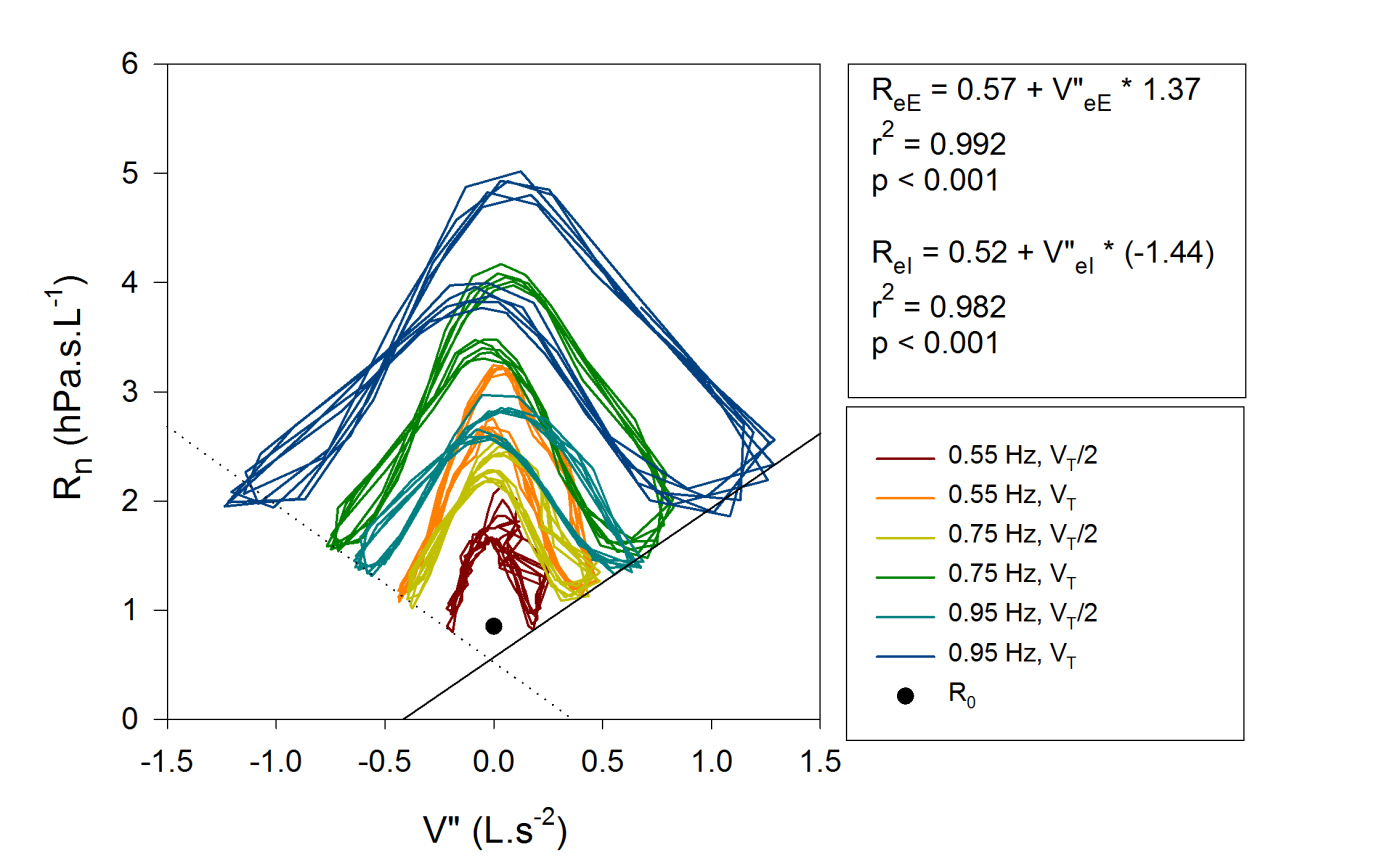 6
5
4
3
2
1
0
Rn (hPa.s.L-1)
-1.5 -1.0 -0.5 0.0 0.5 1.0 1.5
V" (L.s-2)
ReE = 0.57 + V"eE * 1.37
r2 = 0.992
p < 0.001
ReI = 0.52 + V"eI * (-1.44)
r2 = 0.982
p < 0.001
0.55 Hz, VT/2
0.55 Hz, VT
0.75 Hz, VT/2
0.75 Hz, VT
0.95 Hz, VT/2
0.95 Hz, VT
R0